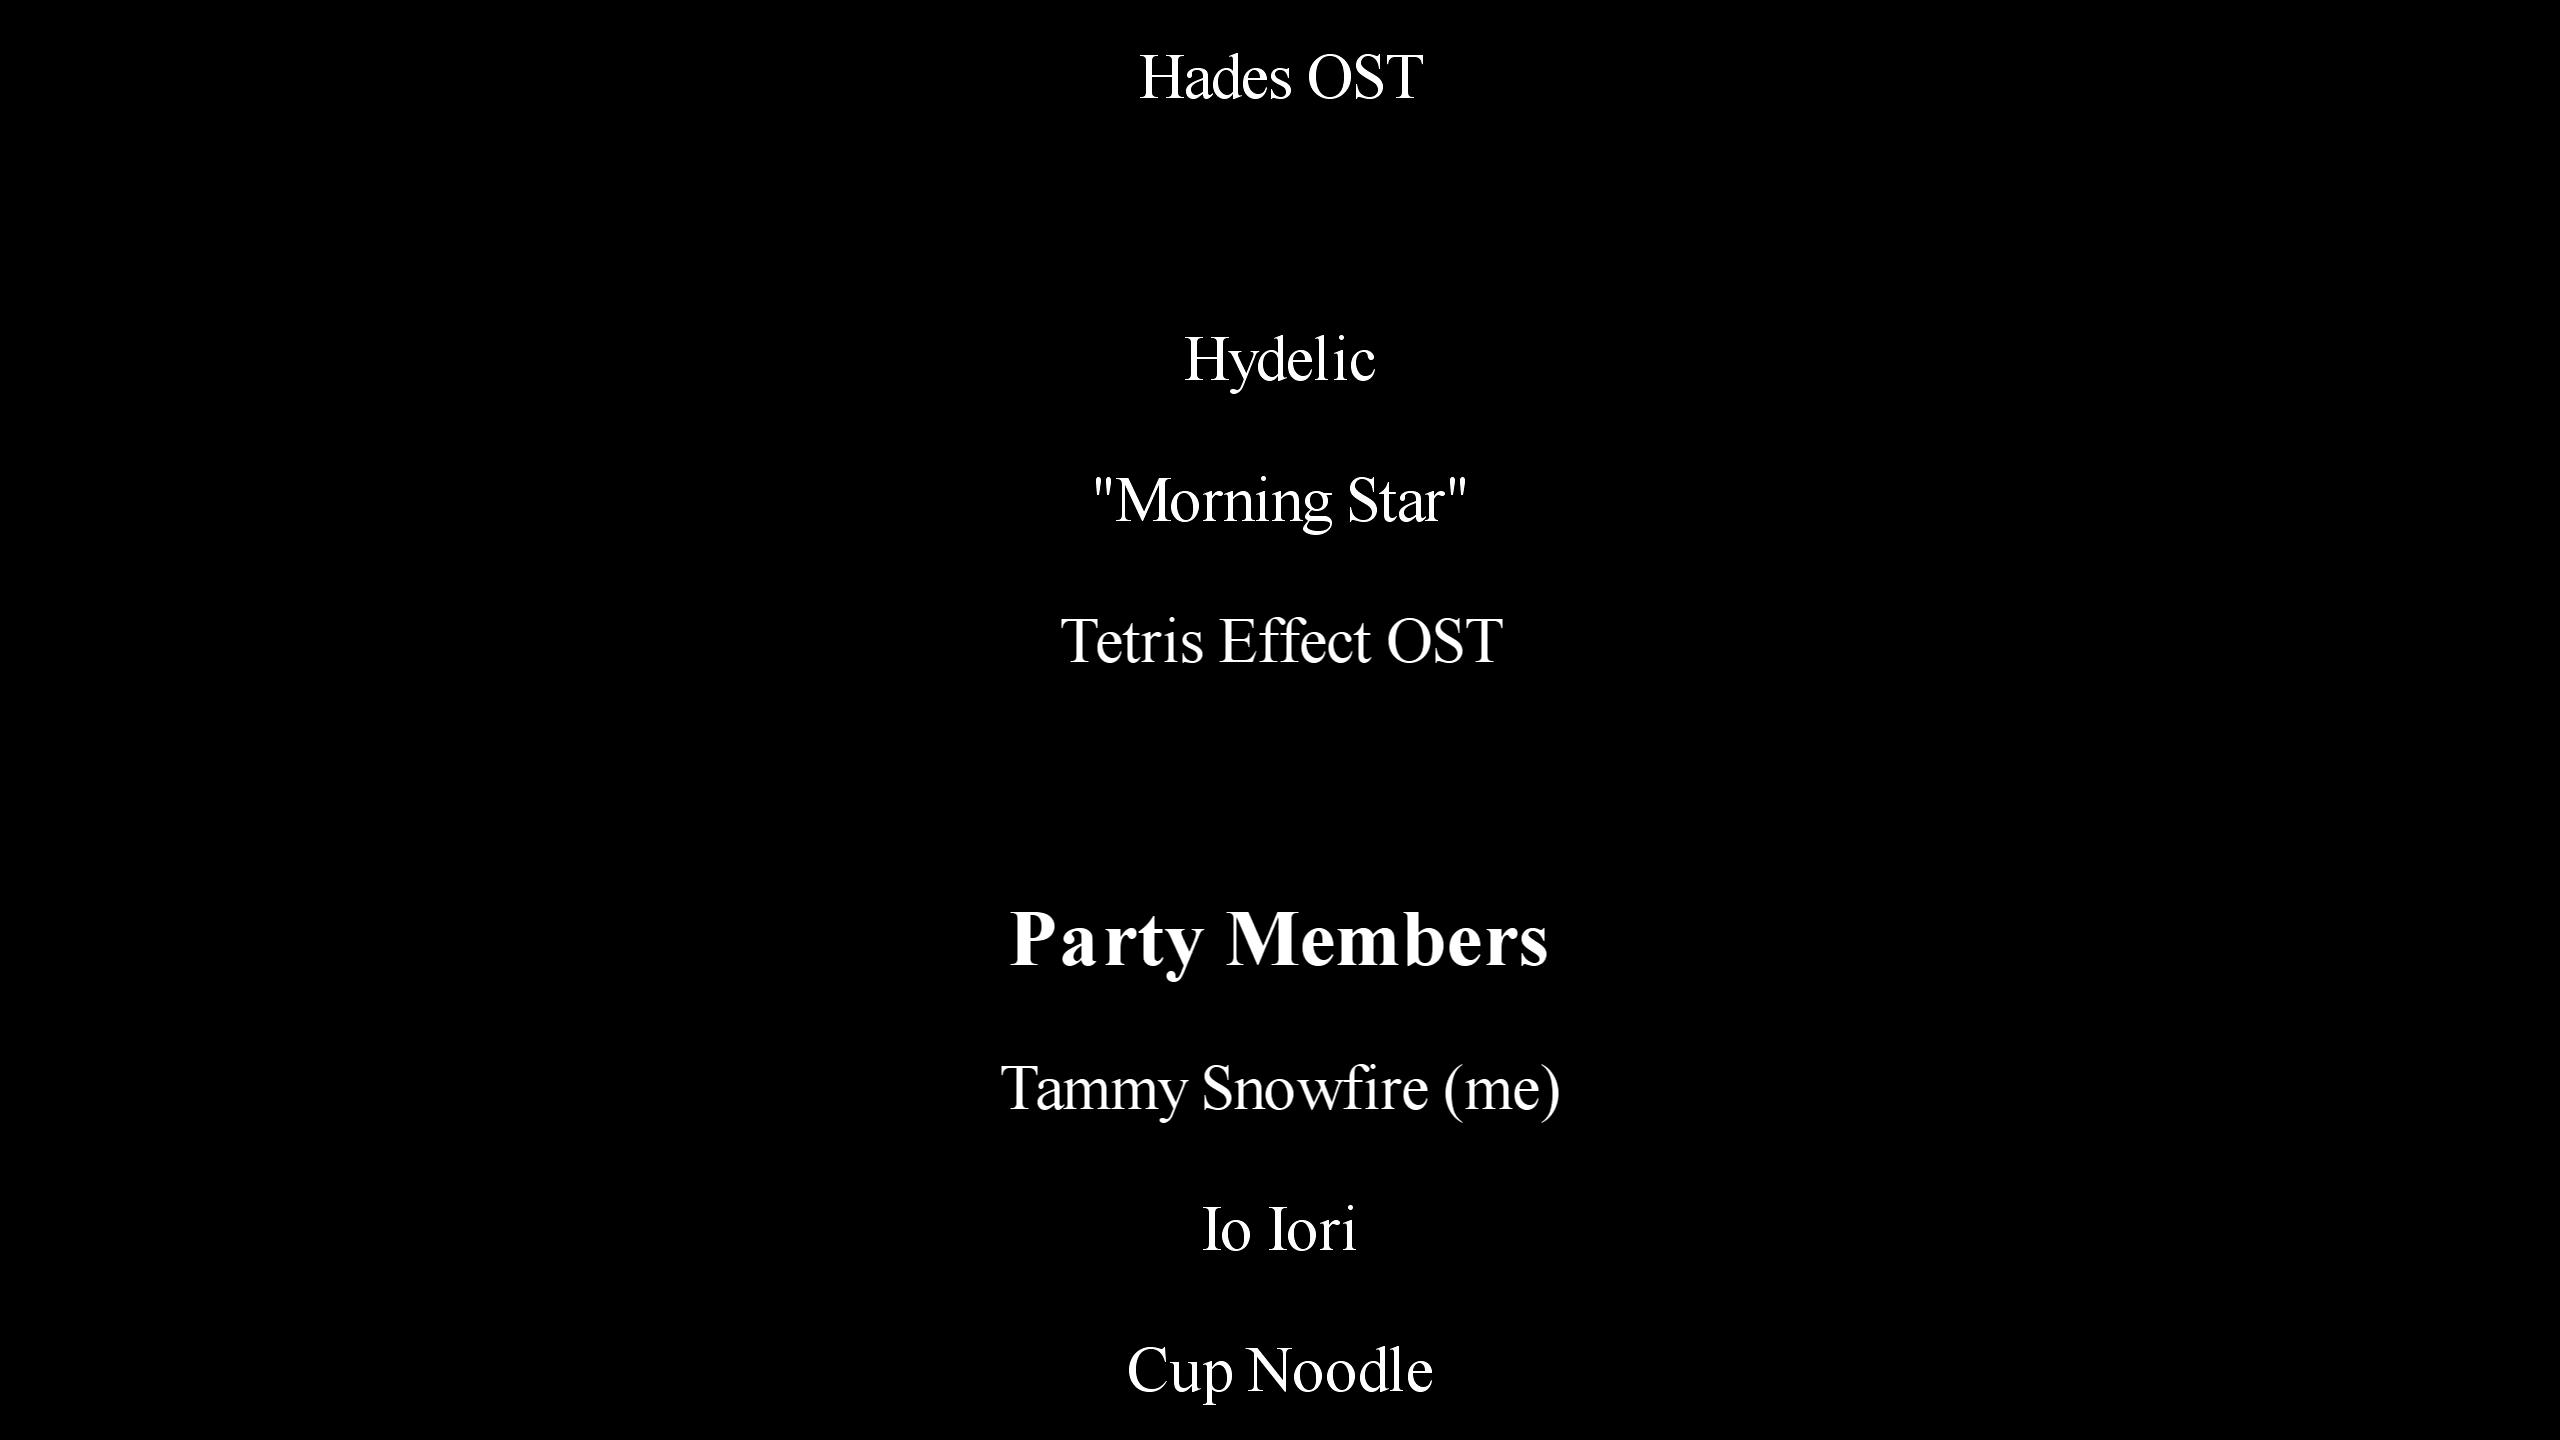 Hades OST
Hydelic
"Morning Star"
Tetris Effect OST
Party Members
Tammy Snowfire (me)
Io Iori
Cup Noodle